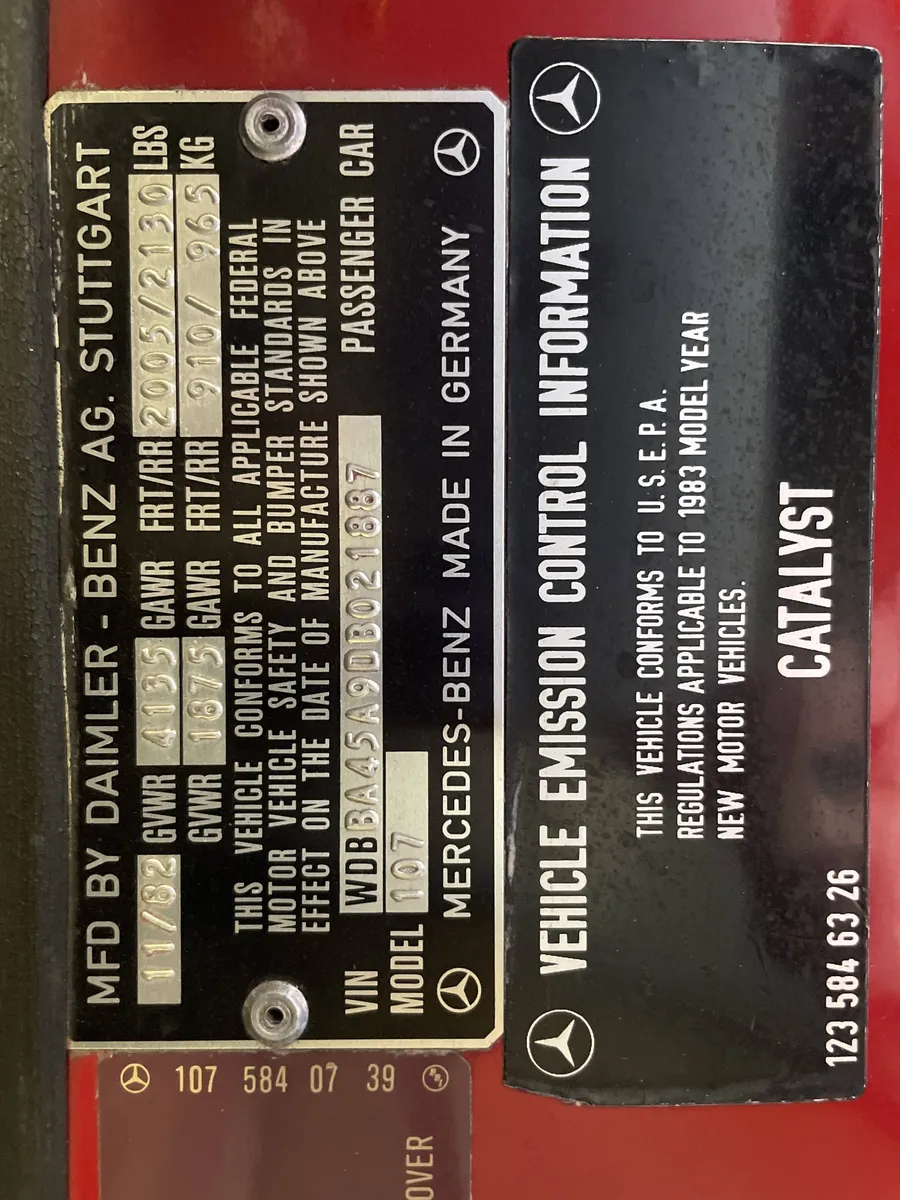 MFD BY DAIMLER - BENZ AG. STUTTGART
11/82 GVWR 4135 GAWR FRT/RR 2005/2130 LBS
GVWR 1875 GAWR FRT/RR 910/ 965 KG
THIS VEHICLE CONFORMS TO ALL APPLICABLE FEDERAL
MOTOR VEHICLE SAFETY AND BUMPER STANDARDS IN
EFFECT ON THE DATE OF MANUFACTURE SHOWN ABOVE
VIN WDBBA45A9DB021887 PASSENGER CAR
MODEL 107
MERCEDES-BENZ MADE IN GERMANY
VEHICLE EMISSION CONTROL INFORMATION
THIS VEHICLE CONFORMS TO U.S.E.P.A.
REGULATIONS APPLICABLE TO 1983 MODEL YEAR
NEW MOTOR VEHICLES.
CATALYST
123 584 63 26
107 584 07 39
OVER